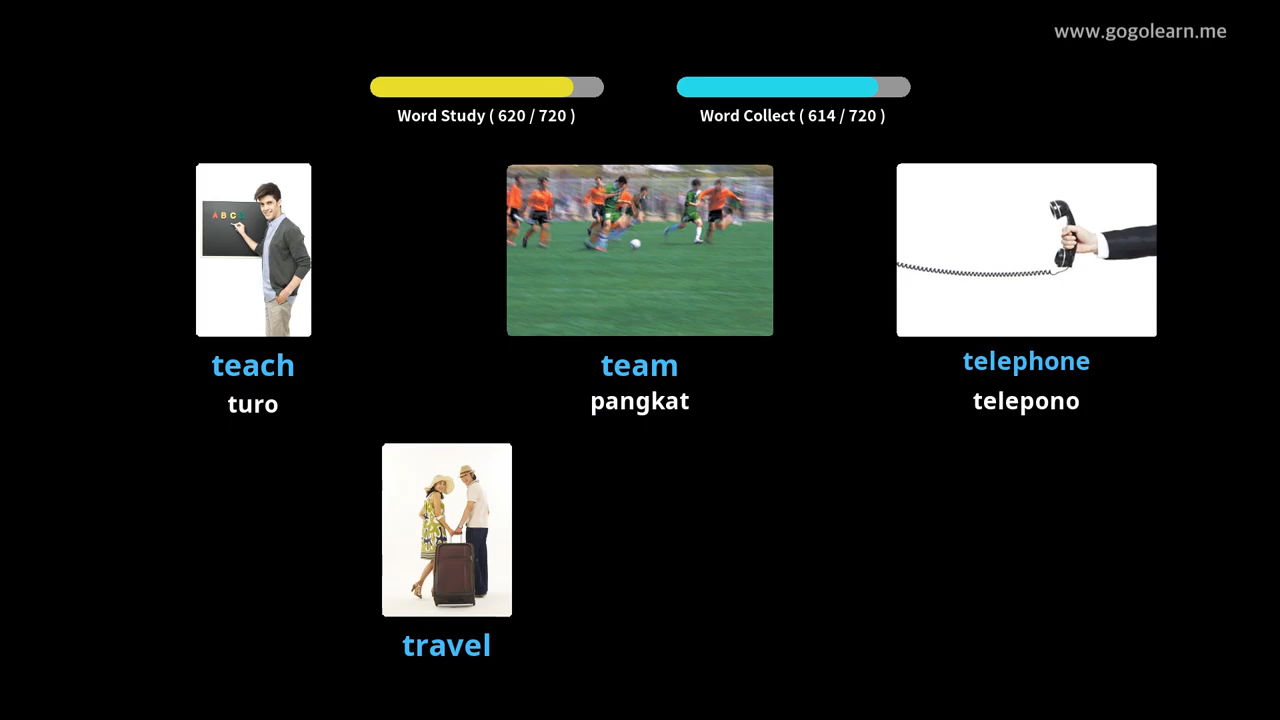 www.gogolearn.me
Word Study ( 620 / 720 )
Word Collect ( 614 / 720 )
A B C D
teach
turo
team
pangkat
telephone
telepono
travel